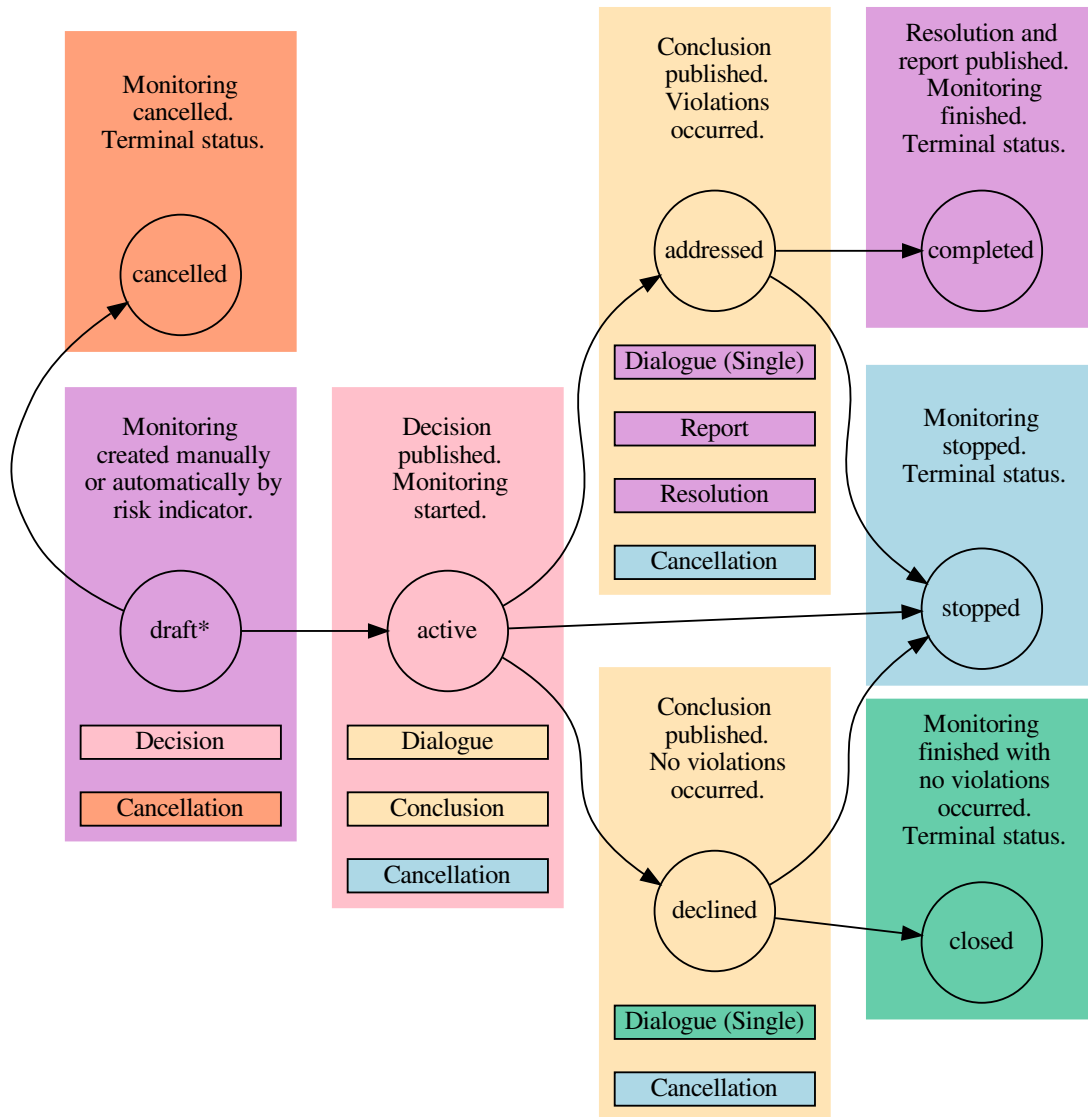 Monitoring
cancelled.
Terminal status.
cancelled
Monitoring
created manually
or automatically by
risk indicator.
draft*
Decision
Cancellation
Decision
published.
Monitoring
started.
active
Dialogue
Conclusion
Cancellation
Conclusion
published.
Violations
occurred.
addressed
Dialogue (Single)
Report
Resolution
Cancellation
Conclusion
published.
No violations
occurred.
declined
Dialogue (Single)
Cancellation
Resolution and
report published.
Monitoring
finished.
Terminal status.
completed
Monitoring
stopped.
Terminal status.
stopped
Monitoring
finished with
no violations
occurred.
Terminal status.
closed